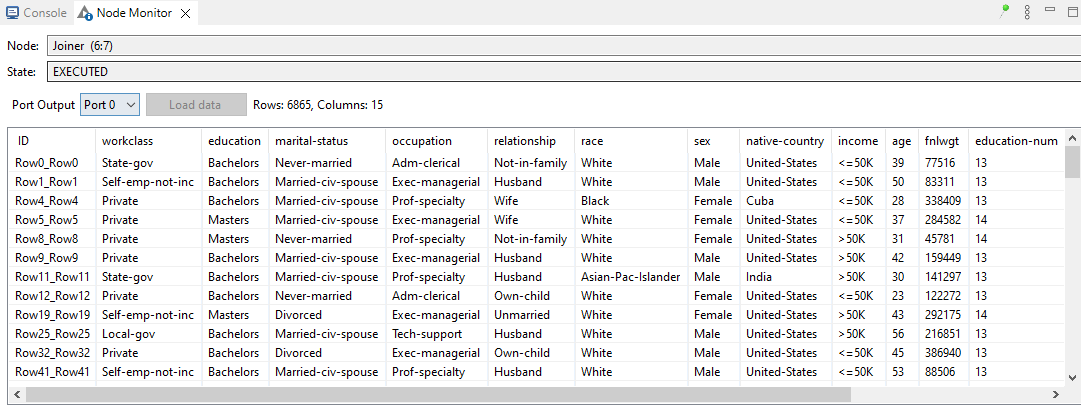 Console Node Monitor
Node: Joiner (6:7)
State: EXECUTED
Port Output Port 0 Load data Rows: 6865, Columns: 15
ID workclass education marital-status occupation relationship race sex native-country income age fnlwgt education-num
Row0_Row0 State-gov Bachelors Never-married Adm-clerical Not-in-family White Male United-States <=50K 39 77516 13
Row1_Row1 Self-emp-not-inc Bachelors Married-civ-spouse Exec-managerial Husband White Male United-States <=50K 50 83311 13
Row4_Row4 Private Bachelors Married-civ-spouse Prof-specialty Wife Black Female Cuba <=50K 28 338409 13
Row5_Row5 Private Masters Married-civ-spouse Exec-managerial Wife White Female United-States <=50K 37 284582 14
Row8_Row8 Private Masters Never-married Prof-specialty Not-in-family White Female United-States >50K 31 45781 14
Row9_Row9 Private Bachelors Married-civ-spouse Exec-managerial Husband White Male United-States >50K 42 159449 13
Row11_Row11 State-gov Bachelors Married-civ-spouse Prof-specialty Husband Asian-Pac-Islander Male India >50K 30 141297 13
Row12_Row12 Private Bachelors Never-married Adm-clerical Own-child White Female United-States <=50K 23 122272 13
Row19_Row19 Self-emp-not-inc Masters Divorced Exec-managerial Unmarried White Female United-States >50K 43 292175 14
Row25_Row25 Local-gov Bachelors Married-civ-spouse Tech-support Husband White Male United-States >50K 56 216851 13
Row32_Row32 Private Bachelors Divorced Exec-managerial Own-child White Male United-States <=50K 45 386940 13
Row41_Row41 Self-emp-not-inc Bachelors Married-civ-spouse Prof-specialty Husband White Male United-States <=50K 53 88506 13